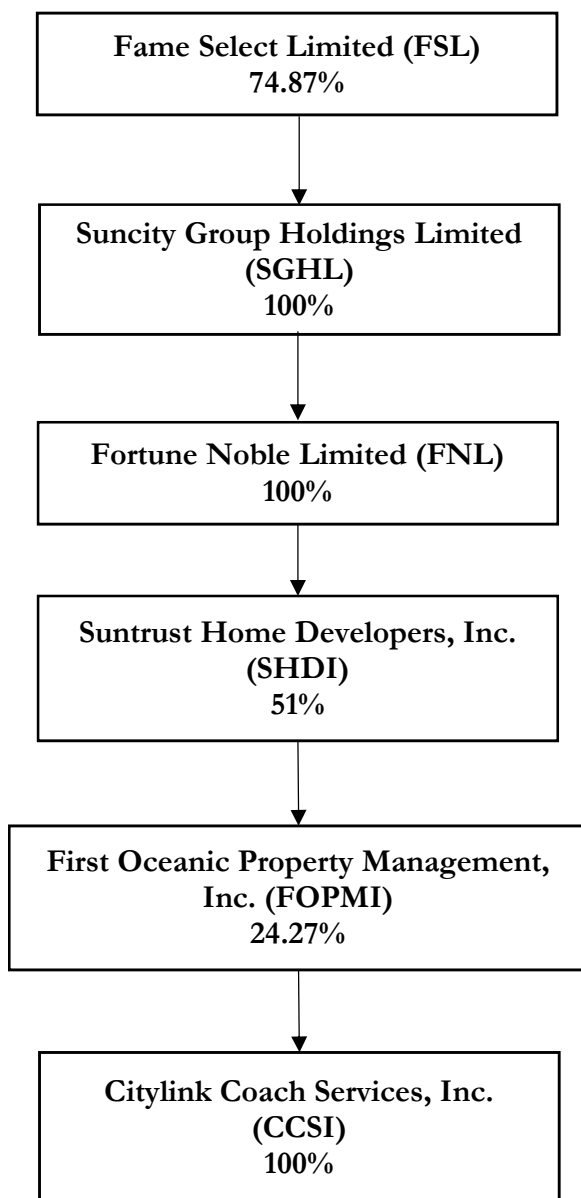 Fame Select Limited (FSL)
74.87%
Suncity Group Holdings Limited
(SGHL)
100%
Fortune Noble Limited (FNL)
100%
Suntrust Home Developers, Inc.
(SHDI)
51%
First Oceanic Property Management,
Inc. (FOPMI)
24.27%
Citylink Coach Services, Inc.
(CCSI)
100%